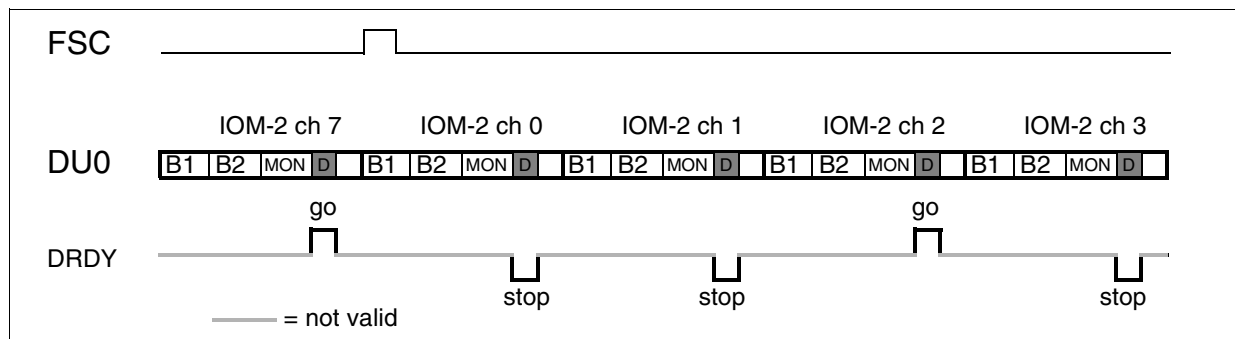 FSC
IOM-2 ch 7 IOM-2 ch 0 IOM-2 ch 1 IOM-2 ch 2 IOM-2 ch 3
DU0 B1 B2 MON D B1 B2 MON D B1 B2 MON D B1 B2 MON D B1 B2 MON D
go go
DRDY
stop stop stop
= not valid